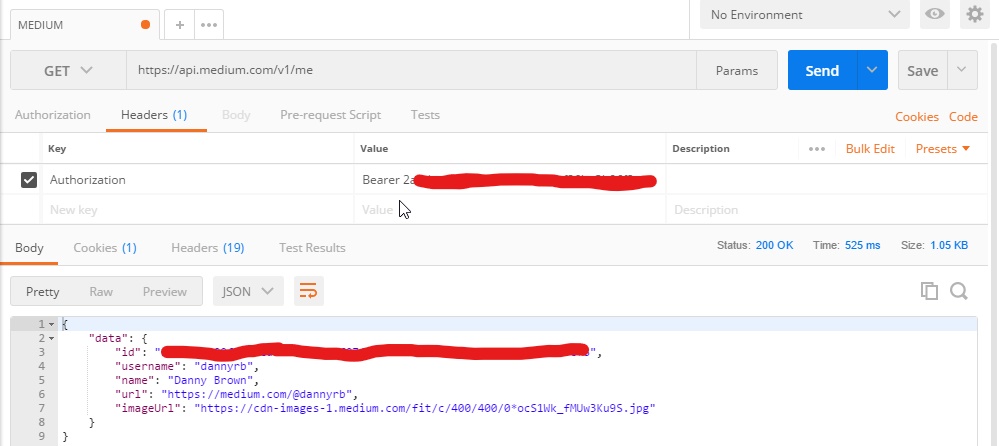 MEDIUM + ••• No Environment
GET https://api.medium.com/v1/me Params Send Save
Authorization Headers (1) Body Pre-request Script Tests Cookies Code
Key Value Description ••• Bulk Edit Presets
Authorization Bearer 2a
New key Value Description
Body Cookies (1) Headers (19) Test Results Status: 200 OK Time: 525 ms Size: 1.05 KB
Pretty Raw Preview JSON
1 {
2 "data": {
3 "id": "",
4 "username": "dannyrb",
5 "name": "Danny Brown",
6 "url": "https://medium.com/@dannyrb",
7 "imageUrl": "https://cdn-images-1.medium.com/fit/c/400/400/0*ocS1Wk_fMUw3Ku9S.jpg"
8 }
9 }